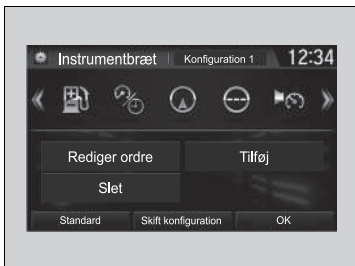 Instrumentbræt Konfiguration 1 12:34
Rediger ordre Tilføj
Slet
Standard Skift konfiguration OK